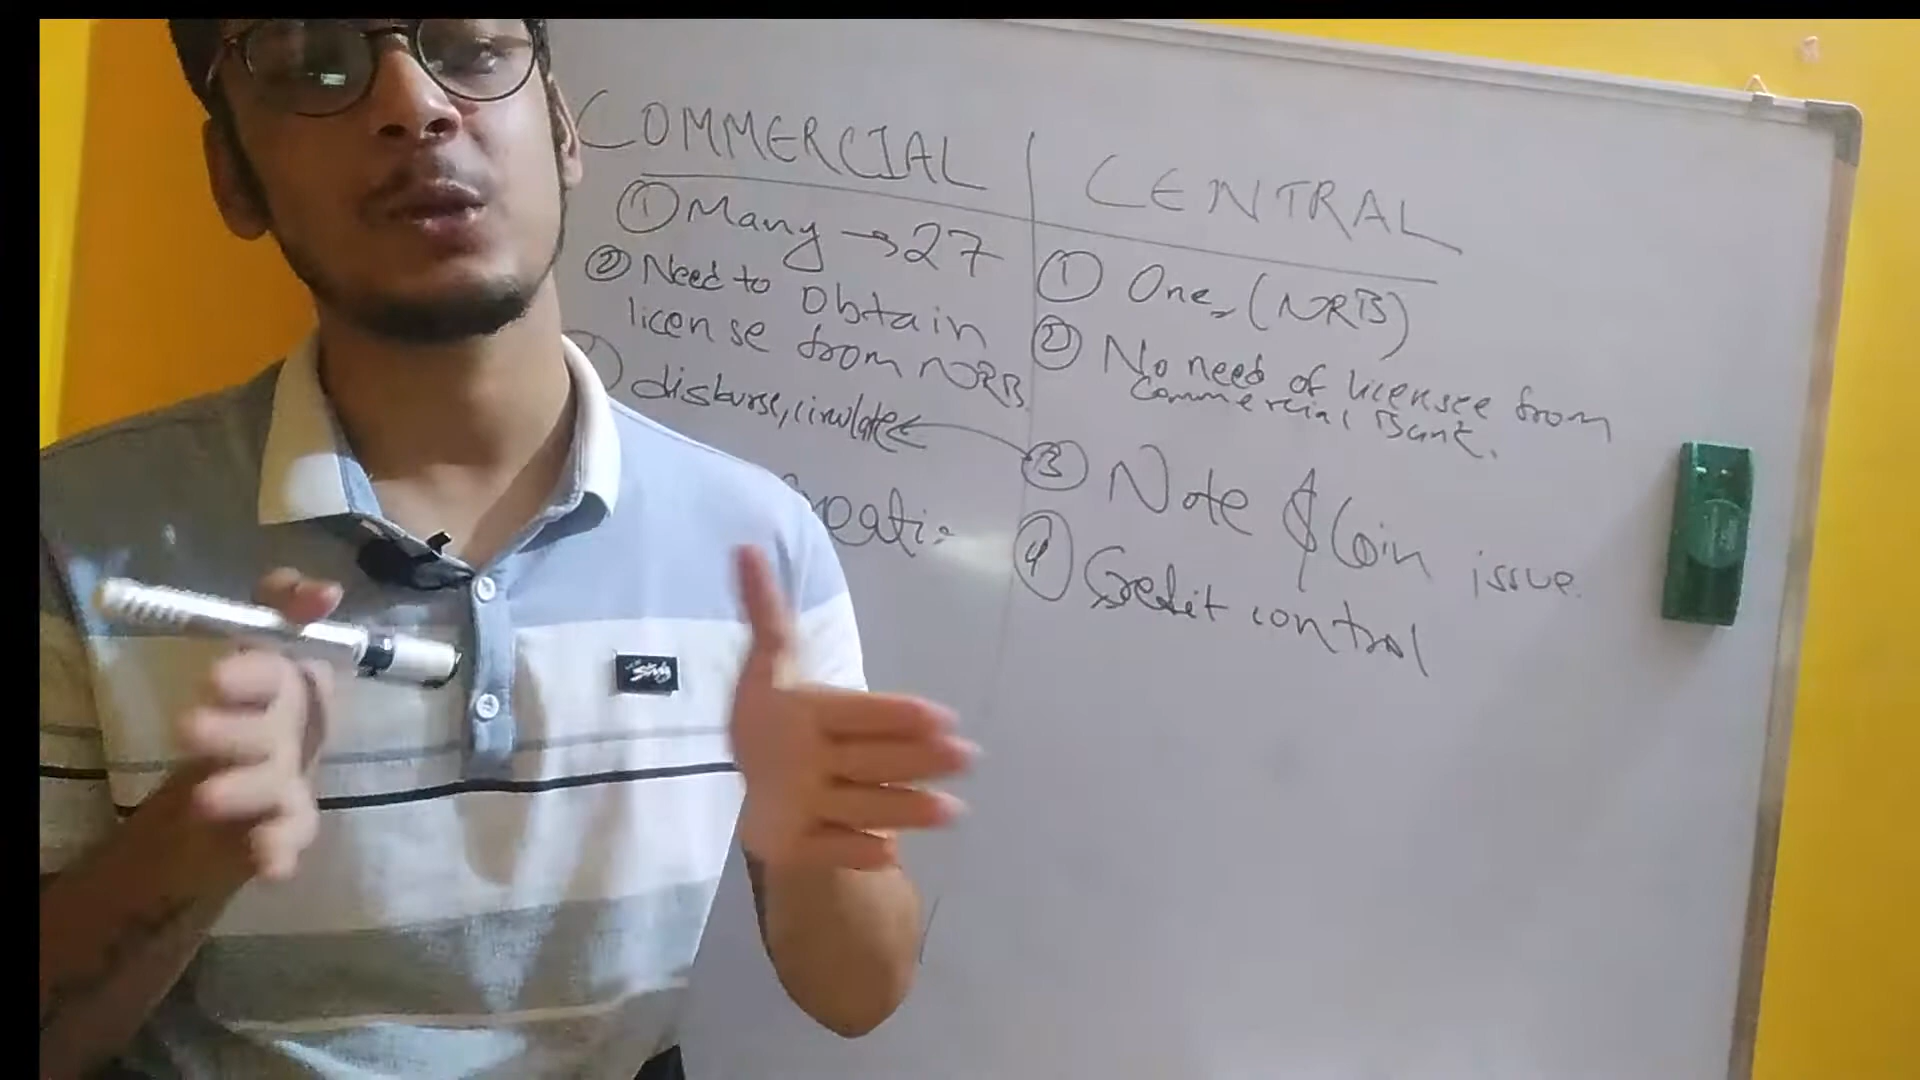 COMMERCIAL
① Many → 27
② Need to Obtain
license from NRB
disburse, circulate
CENTRAL
① One, (NRB)
② No need of licensee from
Commercial Bank.
③ Note & Coin issue.
④ Credit control